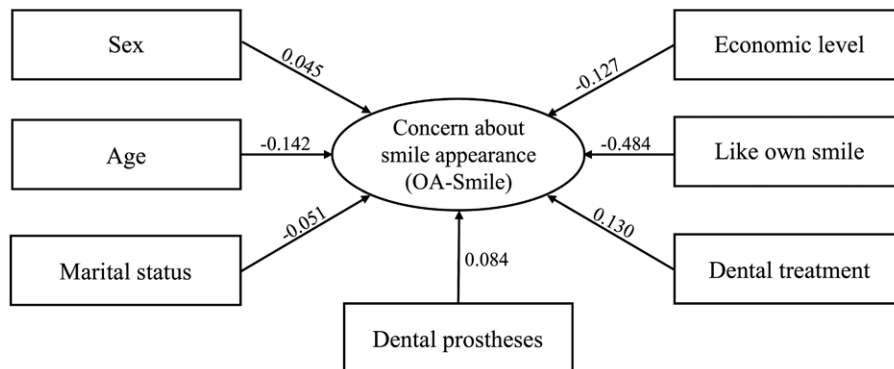 Sex
0.045
Economic level
-0.127
Age
-0.142
Concern about
smile appearance
(OA-Smile)
-0.484
Like own smile
Marital status
-0.051
0.084
0.130
Dental treatment
Dental prostheses